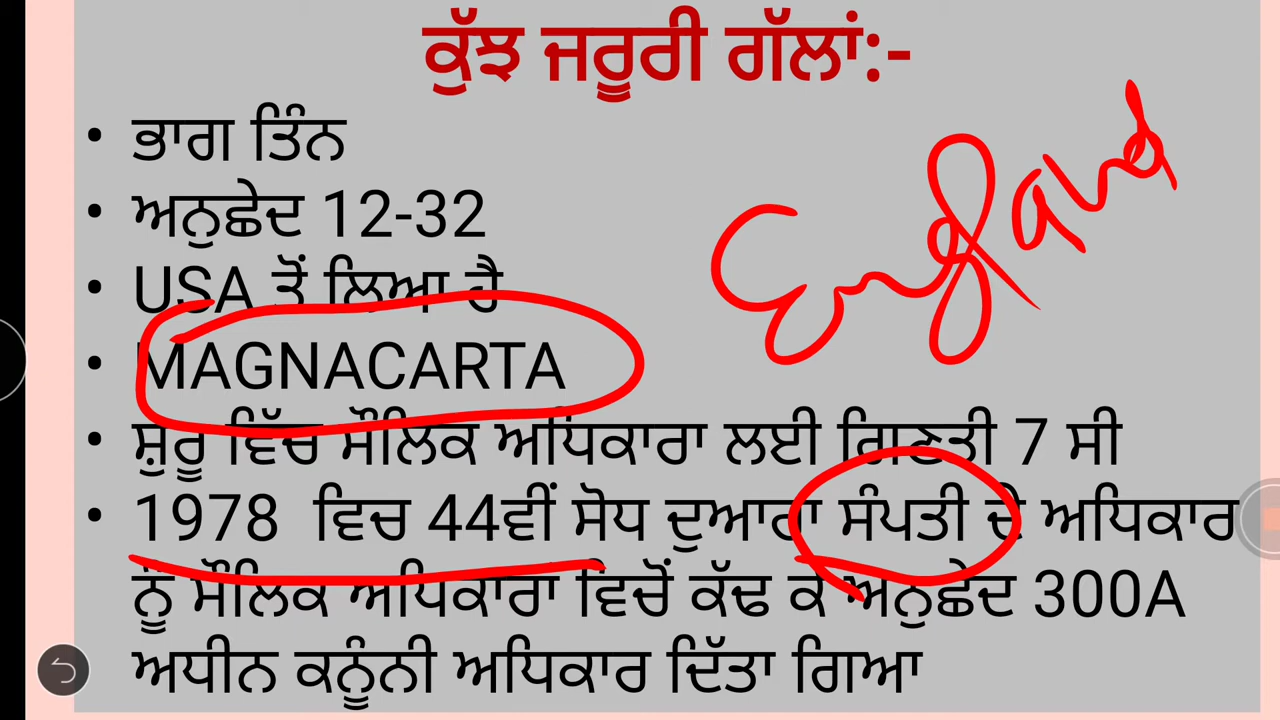 ਕੁੱਝ ਜਰੂਰੀ ਗੱਲਾਂ:-
• ਭਾਗ ਤਿੰਨ
• ਅਨੁਛੇਦ 12-32
• USA ਤੋਂ ਲਿਆ ਹੈ
• MAGNACARTA
England
• ਸ਼ੁਰੂ ਵਿੱਚ ਮੌਲਿਕ ਅਧਿਕਾਰਾ ਲਈ ਗਿਣਤੀ 7 ਸੀ
• 1978 ਵਿਚ 44ਵੀਂ ਸੋਧ ਦੁਆਰਾ ਸੰਪਤੀ ਦੇ ਅਧਿਕਾਰ
ਨੂੰ ਮੌਲਿਕ ਅਧਿਕਾਰਾਂ ਵਿਚੋਂ ਕੱਢ ਕੇ ਅਨੁਛੇਦ 300A
ਅਧੀਨ ਕਨੂੰਨੀ ਅਧਿਕਾਰ ਦਿੱਤਾ ਗਿਆ